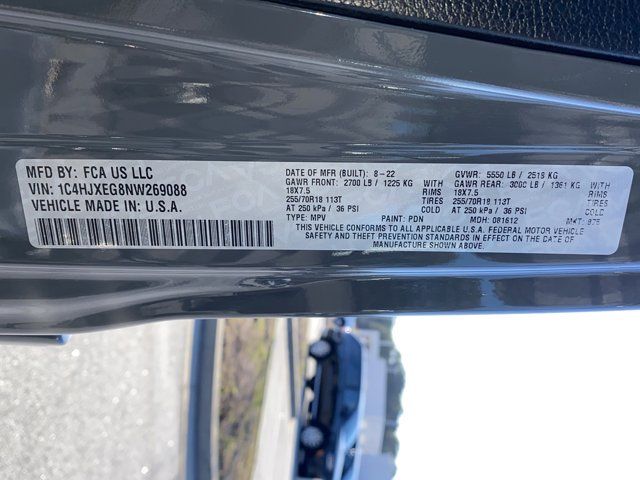 MFD BY: FCA US LLC
VIN: 1C4HJXEG8NW269088
VEHICLE MADE IN: U.S.A.
DATE OF MFR (BUILT): 8-22 GVWR: 5550 LB / 2518 KG
GAWR FRONT: 2700 LB / 1225 KG WITH GAWR REAR: 3000 LB / 1361 KG WITH
18X7.5 RIMS 18X7.5 RIMS
255/70R18 113T TIRES 255/70R18 113T TIRES
AT 250 kPa / 36 PSI COLD AT 250 kPa / 36 PSI COLD
TYPE: MPV PAINT: PDN MDH: 081612 MKT:
THIS VEHICLE CONFORMS TO ALL APPLICABLE U.S.A. FEDERAL MOTOR VEHICLE
SAFETY AND THEFT PREVENTION STANDARDS IN EFFECT ON THE DATE OF
MANUFACTURE SHOWN ABOVE.